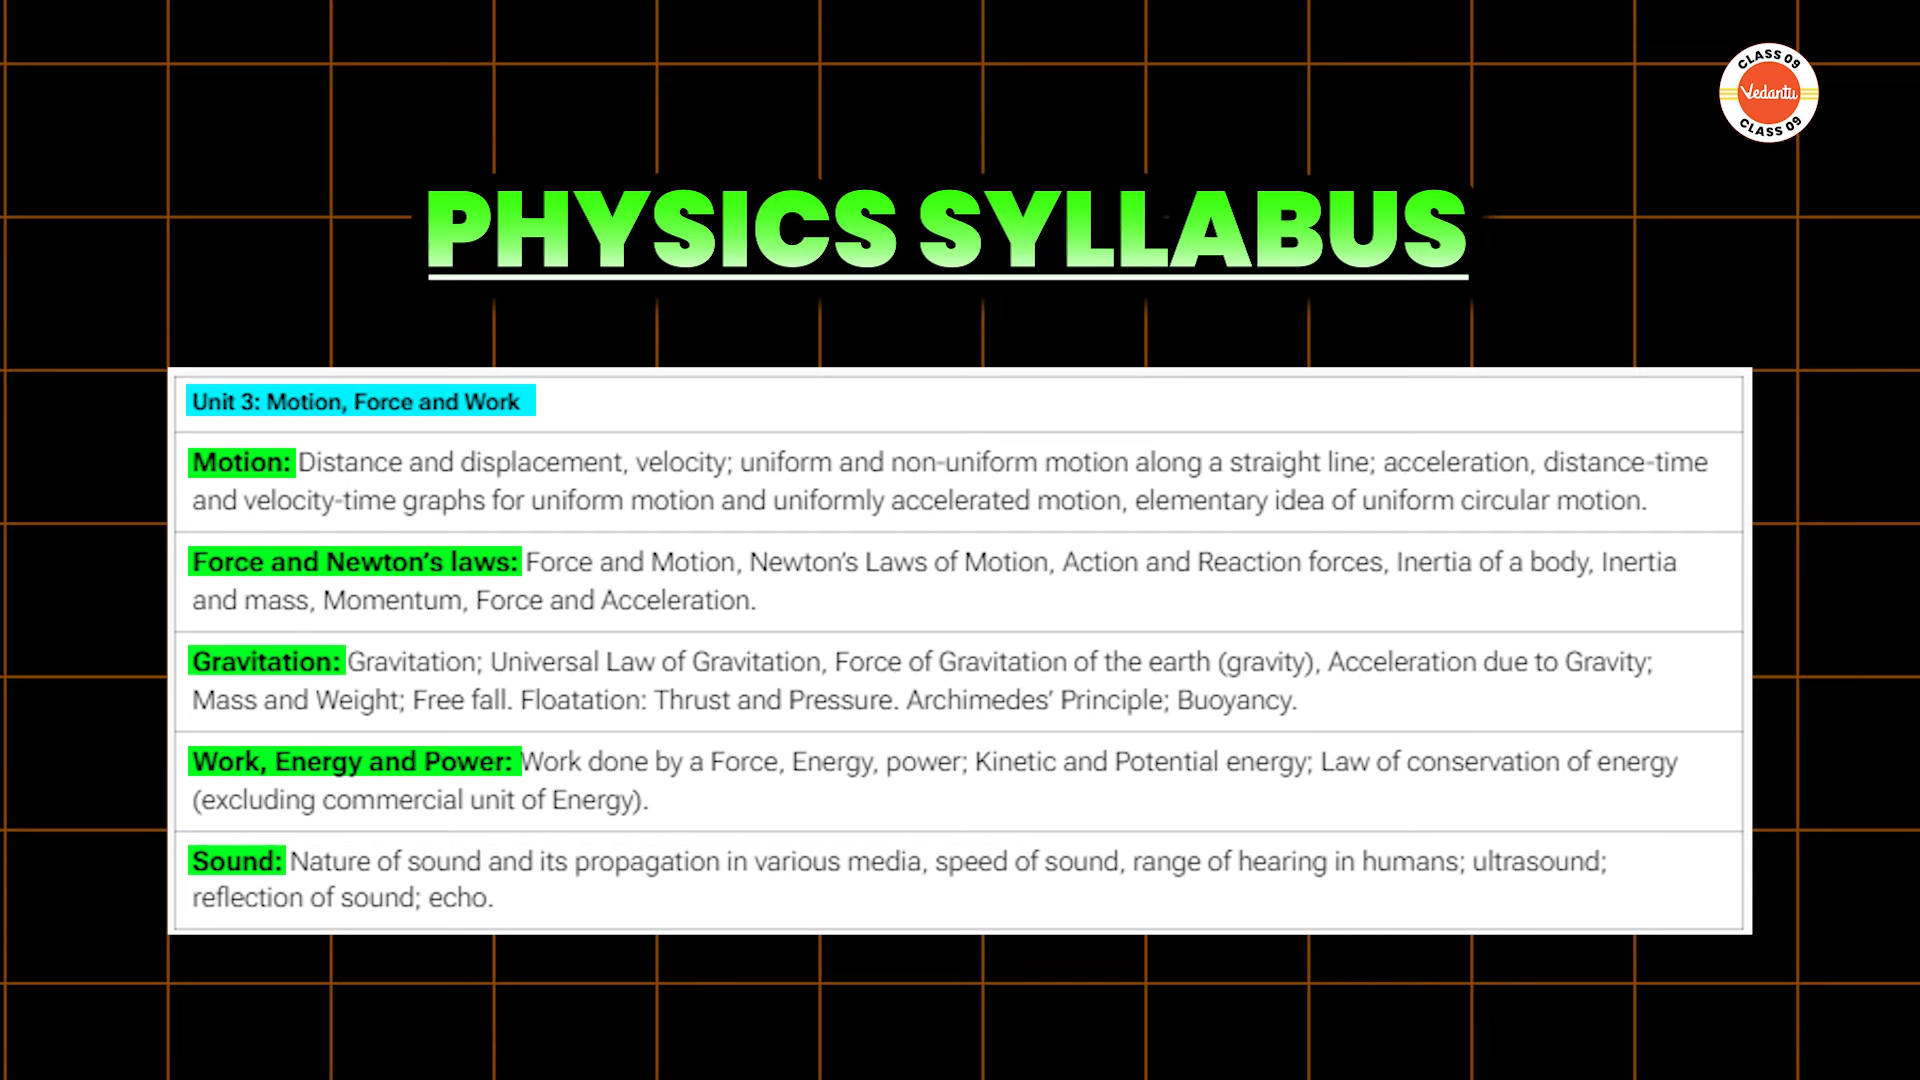 CLASS 09
Vedantu
CLASS 09
PHYSICS SYLLABUS
Unit 3: Motion, Force and Work
Motion: Distance and displacement, velocity; uniform and non-uniform motion along a straight line; acceleration, distance-time
and velocity-time graphs for uniform motion and uniformly accelerated motion, elementary idea of uniform circular motion.
Force and Newton's laws: Force and Motion, Newton's Laws of Motion, Action and Reaction forces, Inertia of a body, Inertia
and mass, Momentum, Force and Acceleration.
Gravitation: Gravitation; Universal Law of Gravitation, Force of Gravitation of the earth (gravity), Acceleration due to Gravity;
Mass and Weight; Free fall. Floatation: Thrust and Pressure. Archimedes' Principle; Buoyancy.
Work, Energy and Power: Work done by a Force, Energy, power; Kinetic and Potential energy; Law of conservation of energy
(excluding commercial unit of Energy).
Sound: Nature of sound and its propagation in various media, speed of sound, range of hearing in humans; ultrasound;
reflection of sound; echo.